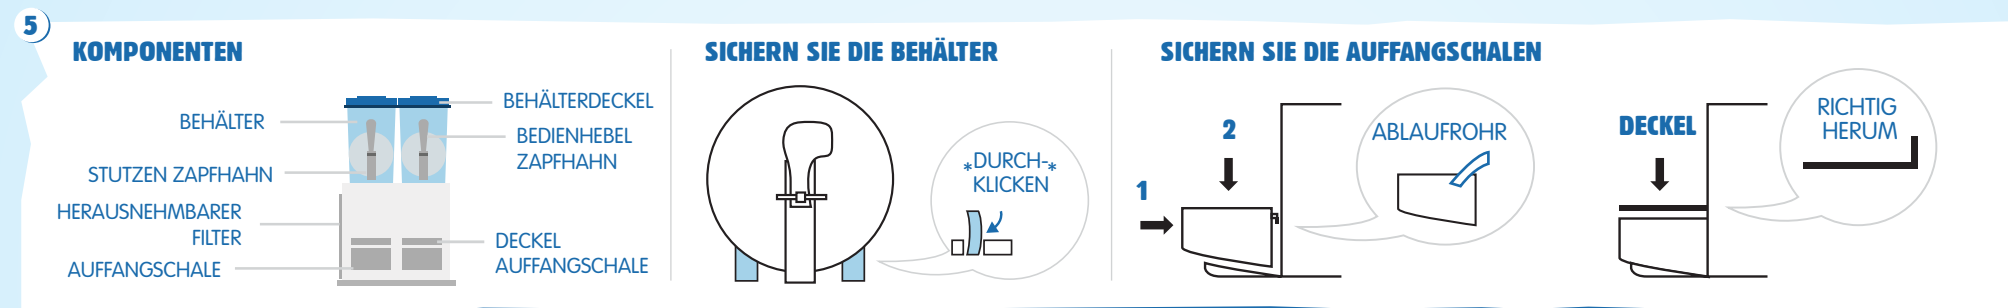 5
KOMPONENTEN
BEHÄLTER
STUTZEN ZAPFHAHN
HERAUSNEHMBARER
FILTER
AUFFANGSCHALE
BEHÄLTERDECKEL
BEDIENHEBEL
ZAPFHAHN
DECKEL
AUFFANGSCHALE
SICHERN SIE DIE BEHÄLTER
*DURCH-*
KLICKEN
SICHERN SIE DIE AUFFANGSCHALEN
1
2
ABLAUFROHR
DECKEL
RICHTIG
HERUM